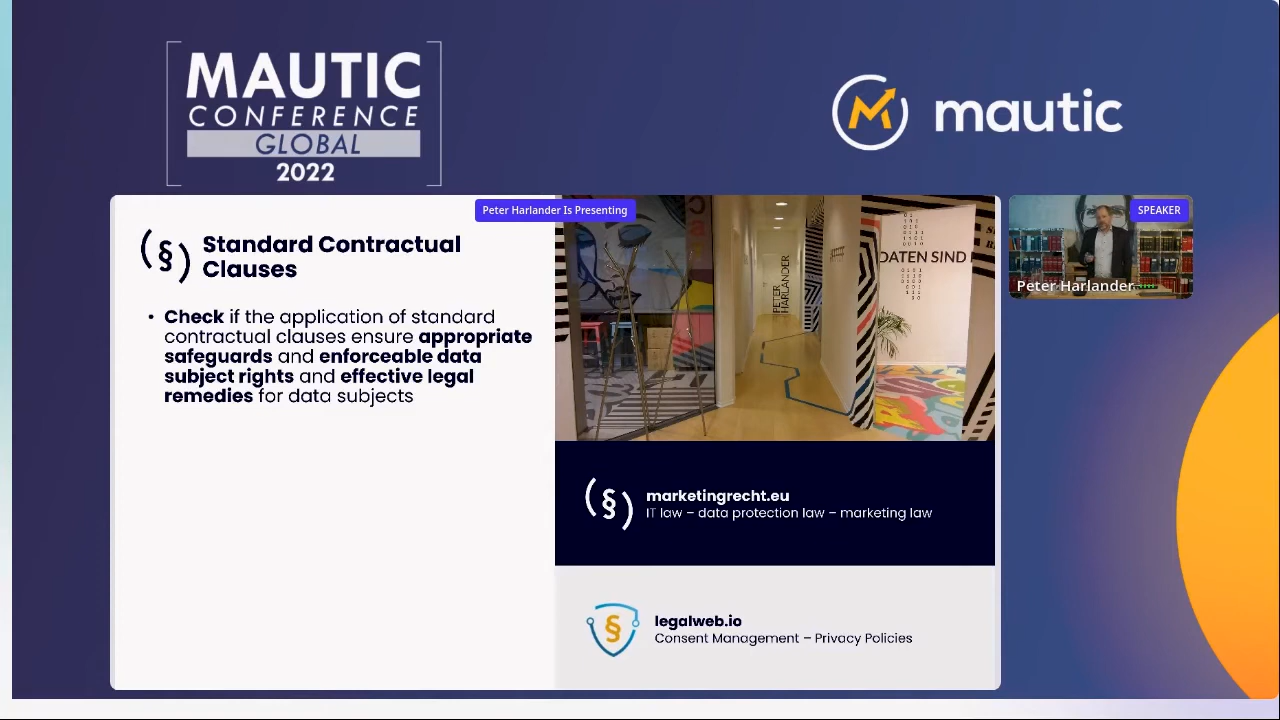 MAUTIC
CONFERENCE
GLOBAL
2022
mautic
Peter Harlander Is Presenting
SPEAKER
Peter Harlander
(§) Standard Contractual
Clauses
• Check if the application of standard
contractual clauses ensure appropriate
safeguards and enforceable data
subject rights and effective legal
remedies for data subjects
PETER
HARLANDER
DATEN SIND
(§) marketingrecht.eu
IT law – data protection law – marketing law
§ legalweb.io
Consent Management – Privacy Policies